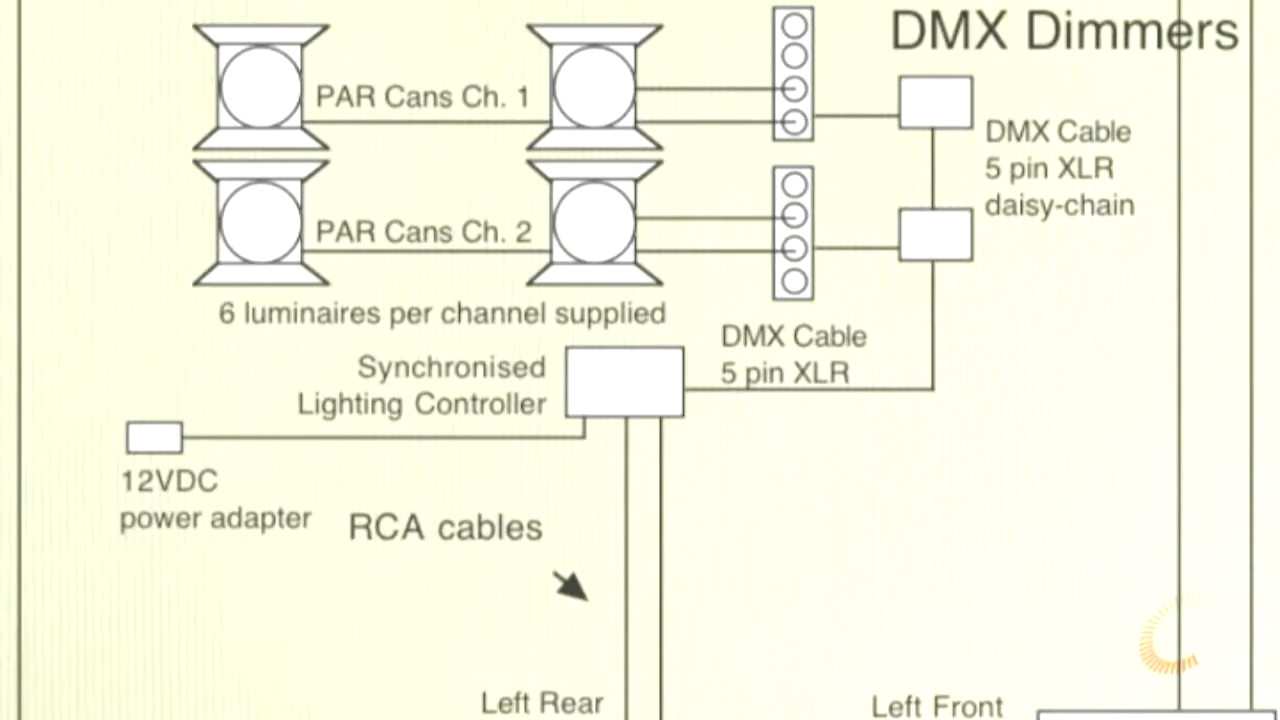 DMX Dimmers
PAR Cans Ch. 1
DMX Cable
5 pin XLR
daisy-chain
PAR Cans Ch. 2
6 luminaires per channel supplied
DMX Cable
5 pin XLR
Synchronised
Lighting Controller
12VDC
power adapter
RCA cables
Left Rear
Left Front